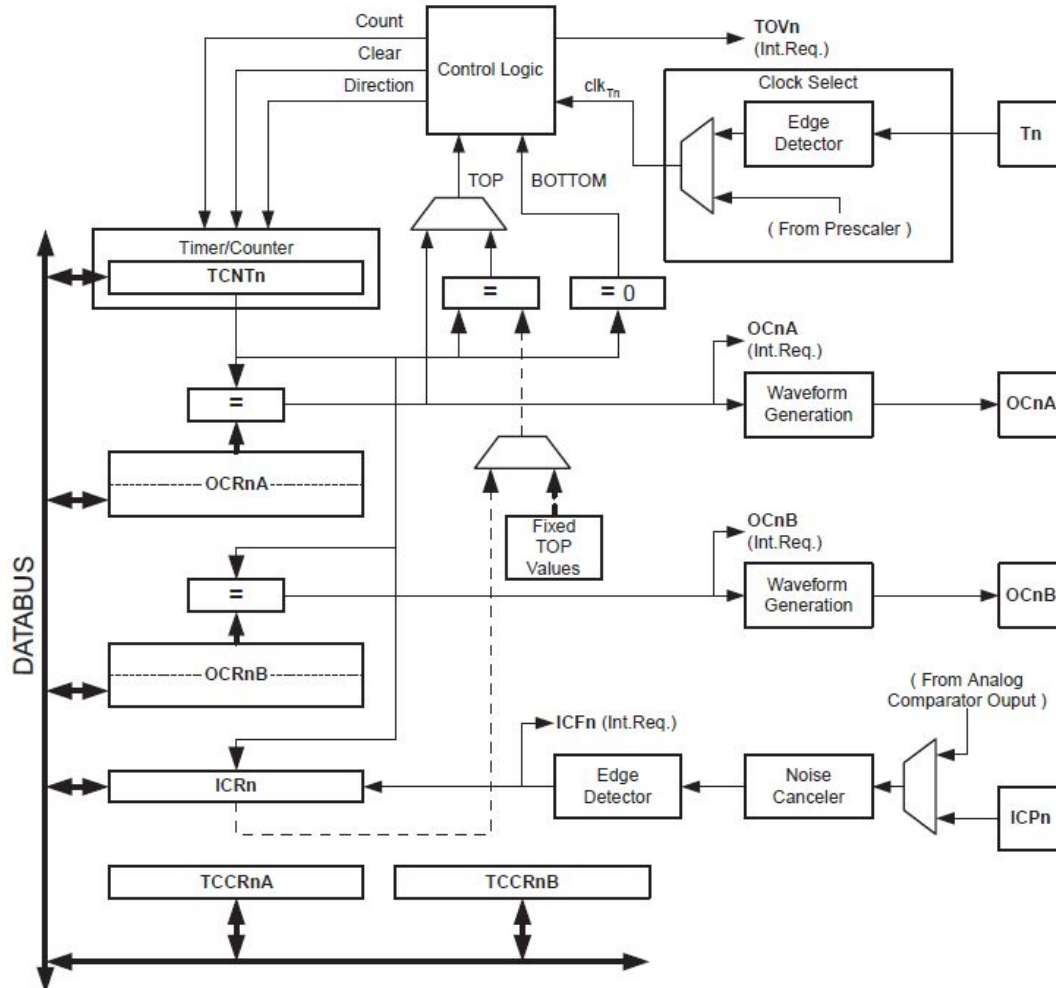 Count
Clear
Direction
Control Logic
TOVn
(Int.Req.)
clkTn
Clock Select
Edge
Detector
Tn
( From Prescaler )
TOP
BOTTOM
Timer/Counter
TCNTn
=
= 0
=
OCnA
(Int.Req.)
Waveform
Generation
OCnA
OCRnA
Fixed
TOP
Values
OCnB
(Int.Req.)
=
Waveform
Generation
OCnB
OCRnB
DATABUS
( From Analog
Comparator Ouput )
ICFn (Int.Req.)
ICRn
Edge
Detector
Noise
Canceler
ICPn
TCCRnA
TCCRnB